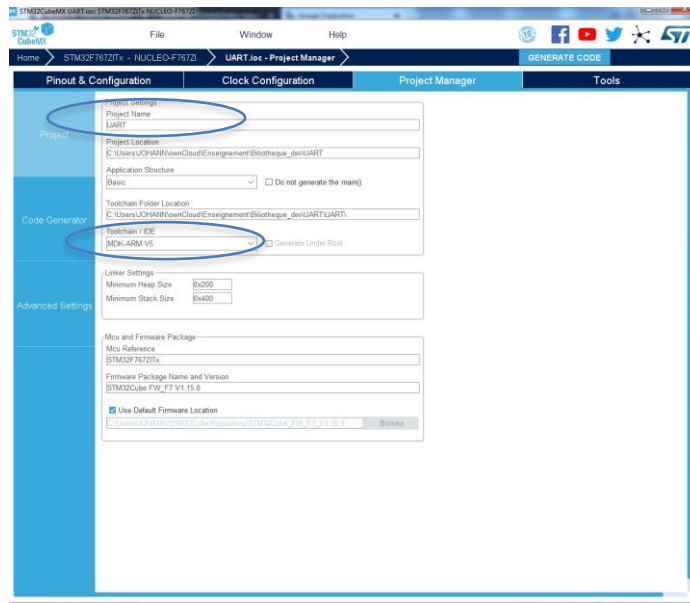 STM32CubeMX UART.ioc: STM32F767ZITx NUCLEO-F767ZI
STM32 CubeMX
File Window Help
Home STM32F767ZITx - NUCLEO-F767ZI UART.ioc - Project Manager GENERATE CODE
Pinout & Configuration Clock Configuration Project Manager Tools
Project
Code Generator
Advanced Settings
Project Settings
Project Name
UART
Project Location
C:\Users\JOHANN\ownCloud\Enseignement\Biliotheque_dev\UART
Application Structure
Basic Do not generate the main()
Toolchain Folder Location
C:\Users\JOHANN\ownCloud\Enseignement\Biliotheque_dev\UART\UART\
Toolchain / IDE
MDK-ARM V5 Generate Under Root
Linker Settings
Minimum Heap Size 0x200
Minimum Stack Size 0x400
Mcu and Firmware Package
Mcu Reference
STM32F767ZITx
Firmware Package Name and Version
STM32Cube FW_F7 V1.15.0
Use Default Firmware Location
C:/Users/JOHANN/STM32Cube/Repository/STM32Cube_FW_F7_V1.15.0 Browse